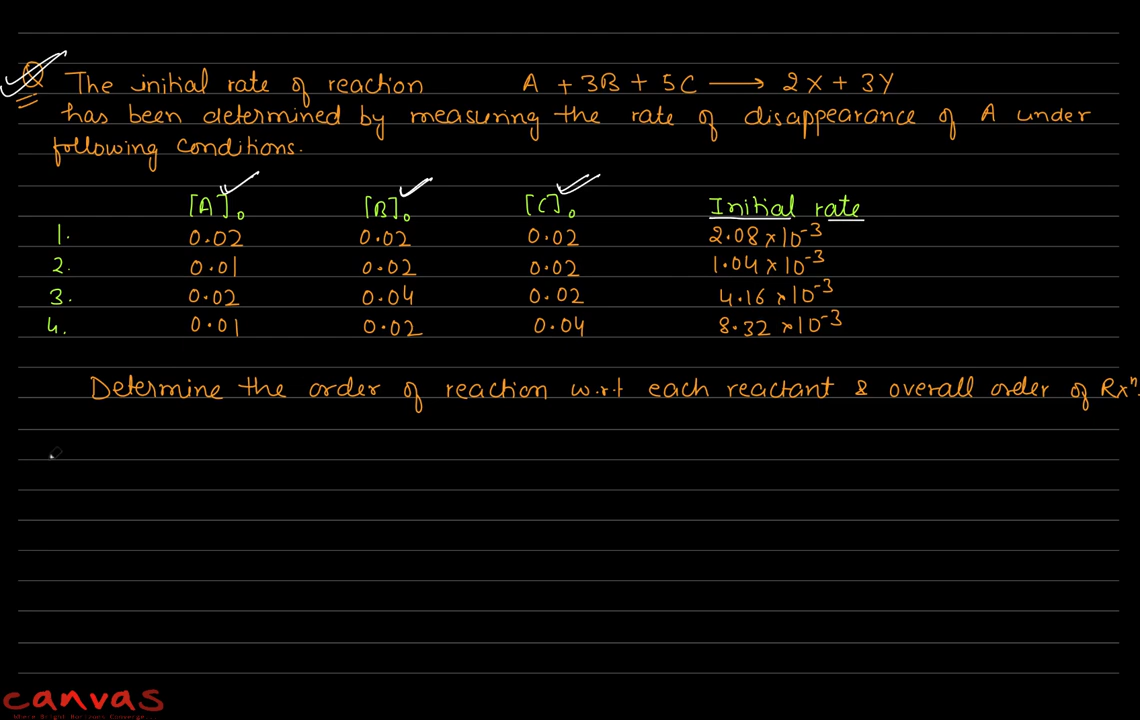 Q The initial rate of reaction A + 3B + 5C ⟶ 2X + 3Y
has been determined by measuring the rate of disappearance of A under
following conditions.
[A]₀ [B]₀ [C]₀ Initial rate
1. 0.02 0.02 0.02 2.08 × 10⁻³
2. 0.01 0.02 0.02 1.04 × 10⁻³
3. 0.02 0.04 0.02 4.16 × 10⁻³
4. 0.01 0.02 0.04 8.32 × 10⁻³
Determine the order of reaction w.r.t each reactant & overall order of Rxⁿ.
canvas